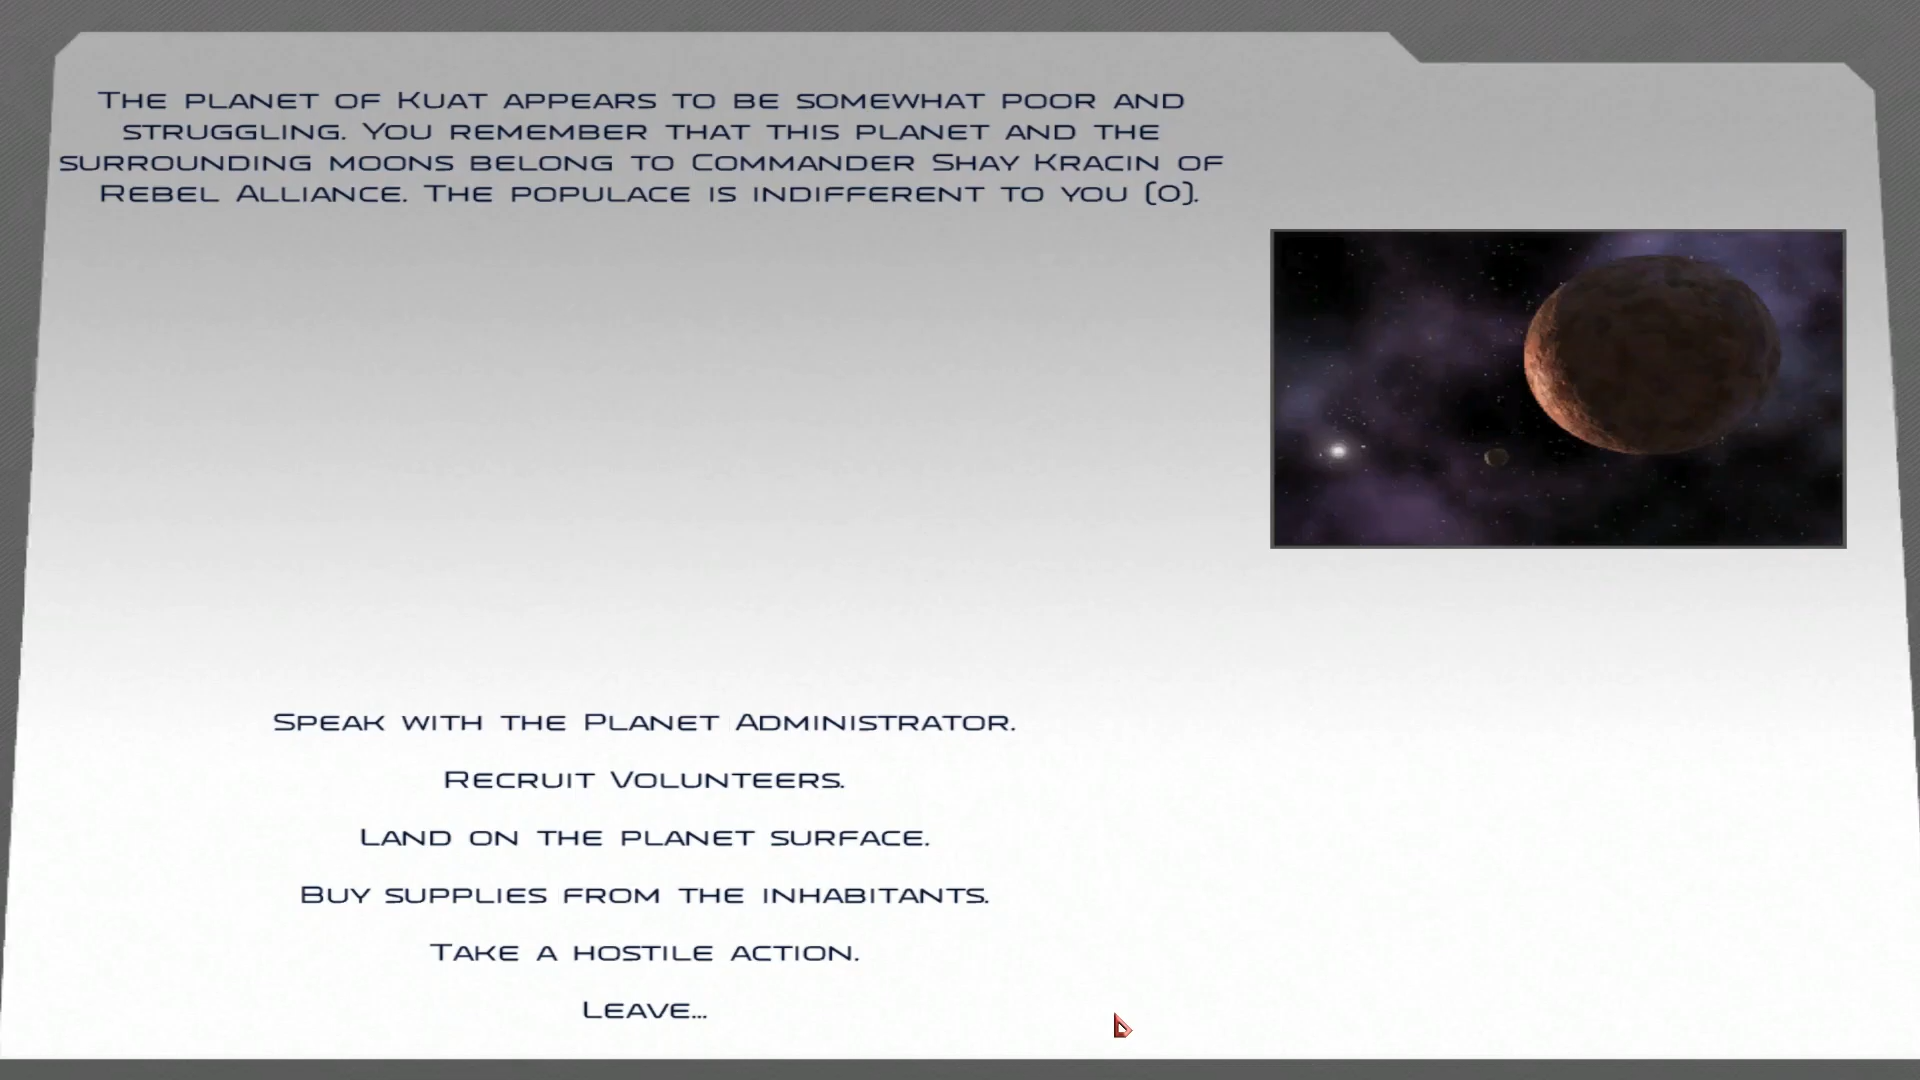 The planet of Kuat appears to be somewhat poor and
struggling. You remember that this planet and the
surrounding moons belong to Commander Shay Kracin of
Rebel Alliance. The populace is indifferent to you (0).
Speak with the Planet Administrator.
Recruit Volunteers.
Land on the planet surface.
Buy supplies from the inhabitants.
Take a hostile action.
Leave...